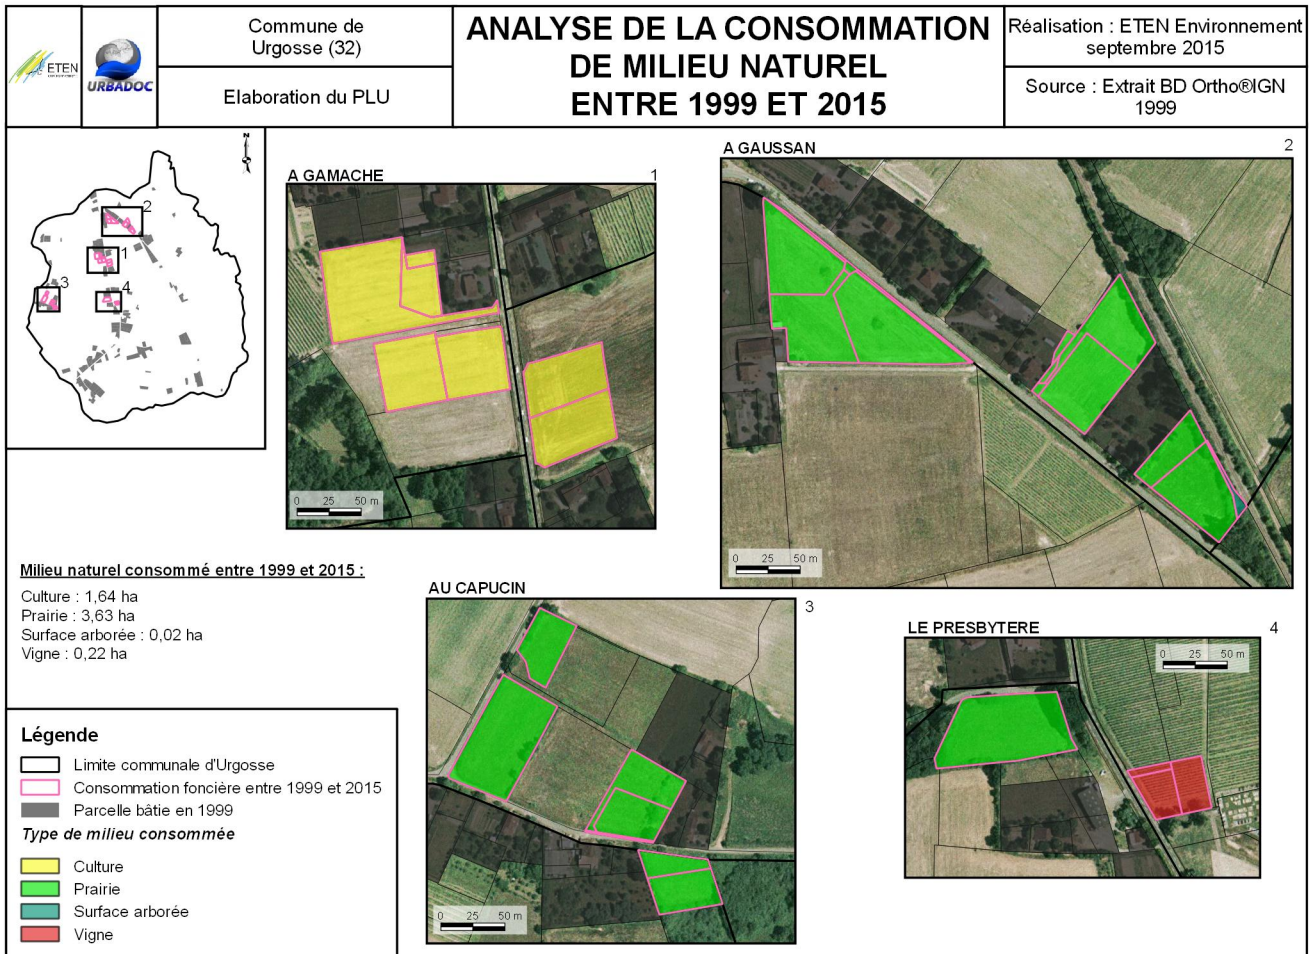 ETEN
URBADOC
Commune de
Urgosse (32)
Elaboration du PLU
ANALYSE DE LA CONSOMMATION
DE MILIEU NATUREL
ENTRE 1999 ET 2015
Réalisation : ETEN Environnement
septembre 2015
Source : Extrait BD Ortho®IGN
1999
N
2
1
3
4
A GAMACHE
1
0 25 50 m
A GAUSSAN
2
0 25 50 m
Milieu naturel consommé entre 1999 et 2015 :
Culture : 1,64 ha
Prairie : 3,63 ha
Surface arborée : 0,02 ha
Vigne : 0,22 ha
AU CAPUCIN
3
0 25 50 m
LE PRESBYTERE
4
0 25 50 m
Légende
Limite communale d'Urgosse
Consommation foncière entre 1999 et 2015
Parcelle bâtie en 1999
Type de milieu consommée
Culture
Prairie
Surface arborée
Vigne